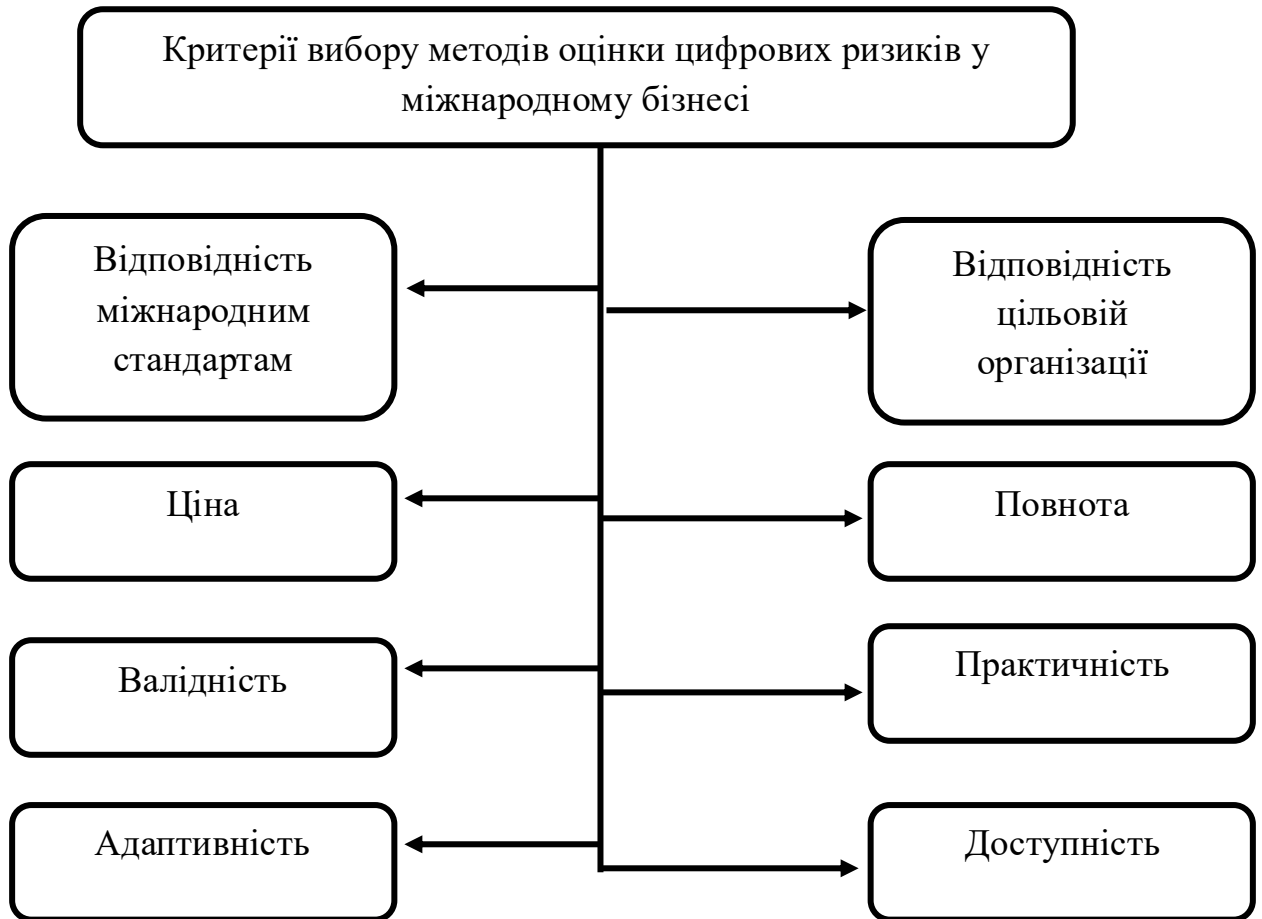 Критерії вибору методів оцінки цифрових ризиків у
міжнародному бізнесі
Відповідність
міжнародним
стандартам
Відповідність
цільовій
організації
Ціна
Повнота
Валідність
Практичність
Адаптивність
Доступність